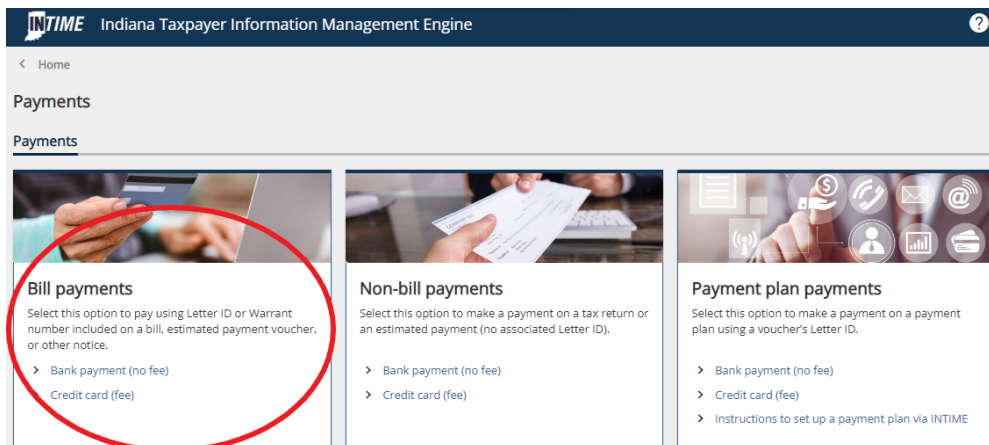 INTIME Indiana Taxpayer Information Management Engine ?
< Home
Payments
Payments
Bill payments
Select this option to pay using Letter ID or Warrant
number included on a bill, estimated payment voucher,
or other notice.
> Bank payment (no fee)
> Credit card (fee)
Non-bill payments
Select this option to make a payment on a tax return or
an estimated payment (no associated Letter ID).
> Bank payment (no fee)
> Credit card (fee)
Payment plan payments
Select this option to make a payment on a payment
plan using a voucher's Letter ID.
> Bank payment (no fee)
> Credit card (fee)
> Instructions to set up a payment plan via INTIME